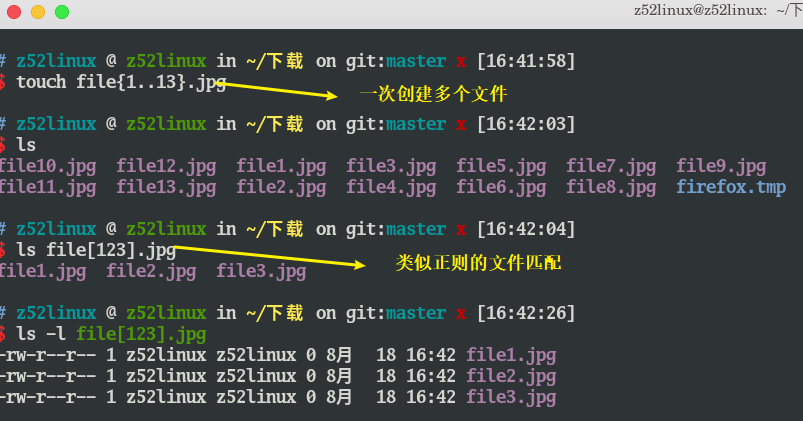 z52linux@z52linux: ~/下
# z52linux @ z52linux in ~/下载 on git:master x [16:41:58]
$ touch file{1..13}.jpg
一次创建多个文件
# z52linux @ z52linux in ~/下载 on git:master x [16:42:03]
$ ls
file10.jpg file12.jpg file1.jpg file3.jpg file5.jpg file7.jpg file9.jpg
file11.jpg file13.jpg file2.jpg file4.jpg file6.jpg file8.jpg firefox.tmp
# z52linux @ z52linux in ~/下载 on git:master x [16:42:04]
$ ls file[123].jpg
类似正则的文件匹配
file1.jpg file2.jpg file3.jpg
# z52linux @ z52linux in ~/下载 on git:master x [16:42:26]
$ ls -l file[123].jpg
-rw-r--r-- 1 z52linux z52linux 0 8月 18 16:42 file1.jpg
-rw-r--r-- 1 z52linux z52linux 0 8月 18 16:42 file2.jpg
-rw-r--r-- 1 z52linux z52linux 0 8月 18 16:42 file3.jpg